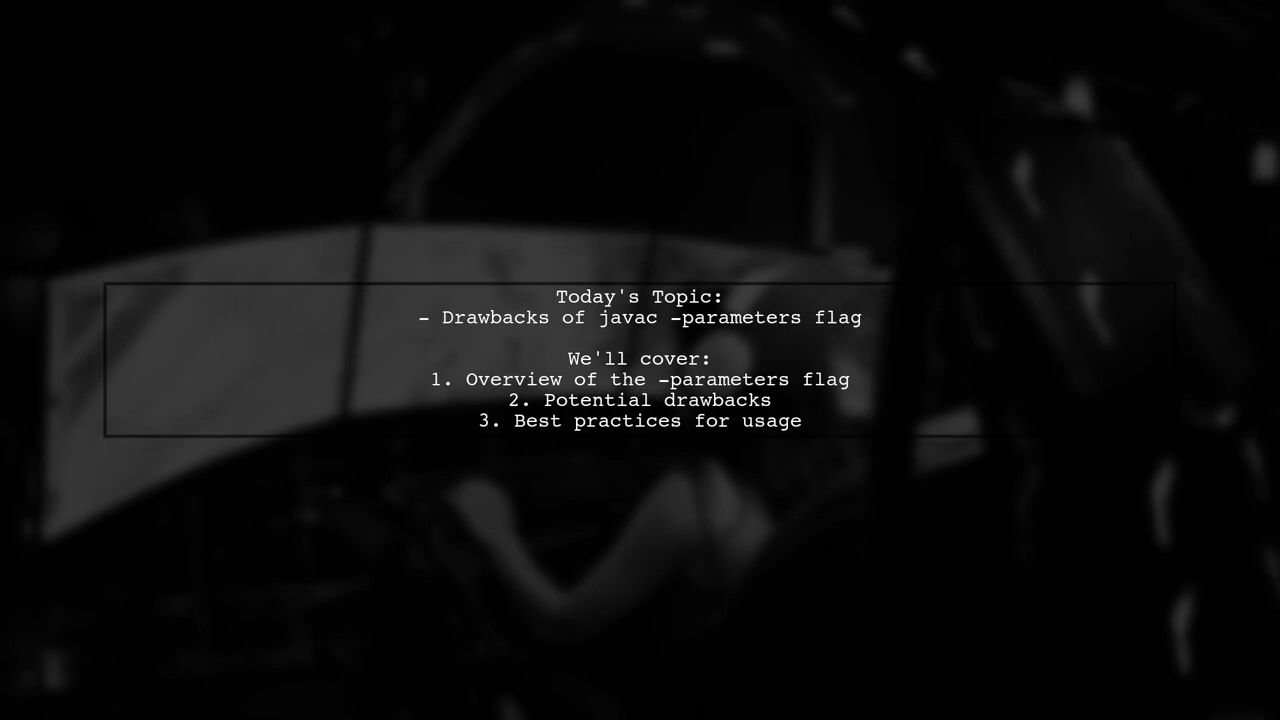 Today's Topic:
- Drawbacks of javac -parameters flag
We'll cover:
1. Overview of the -parameters flag
2. Potential drawbacks
3. Best practices for usage